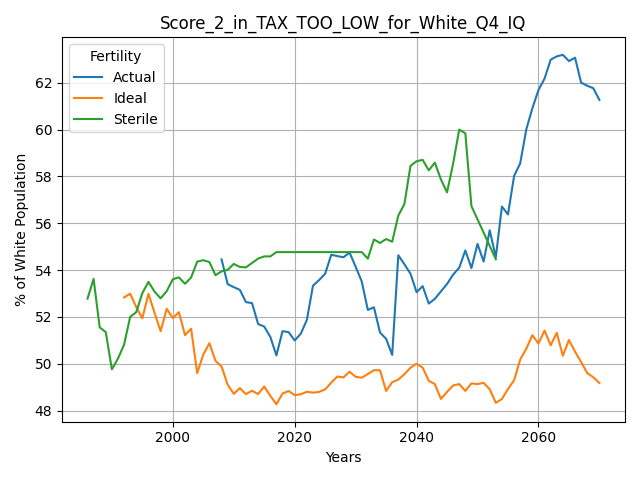 Score_2_in_TAX_TOO_LOW_for_White_Q4_IQ
Fertility
Actual
Ideal
Sterile
% of White Population
62
60
58
56
54
52
50
48
2000
2020
2040
2060
Years